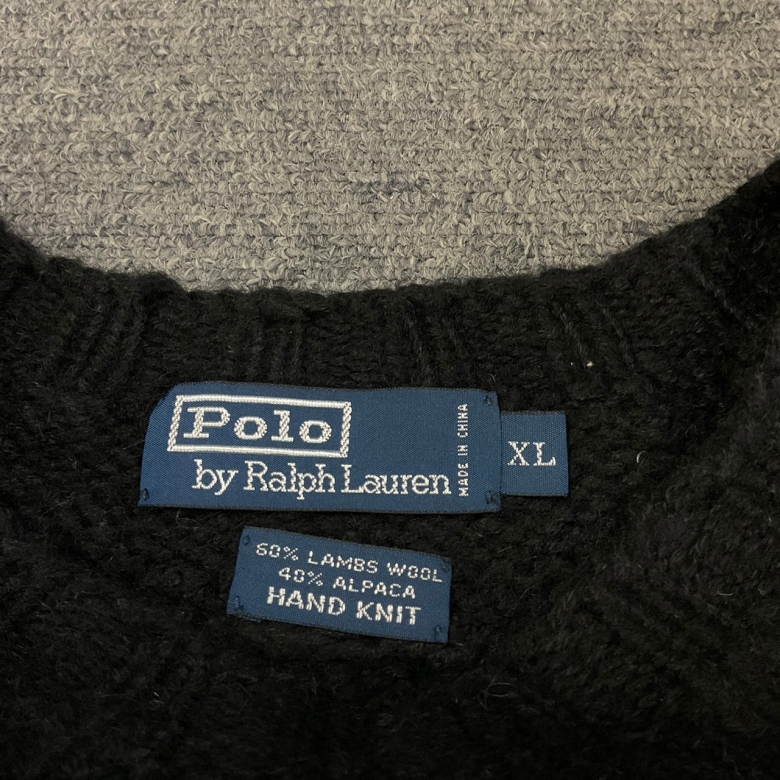 Polo
by Ralph Lauren
MADE IN CHINA
XL
60% LAMBS WOOL
40% ALPACA
HAND KNIT